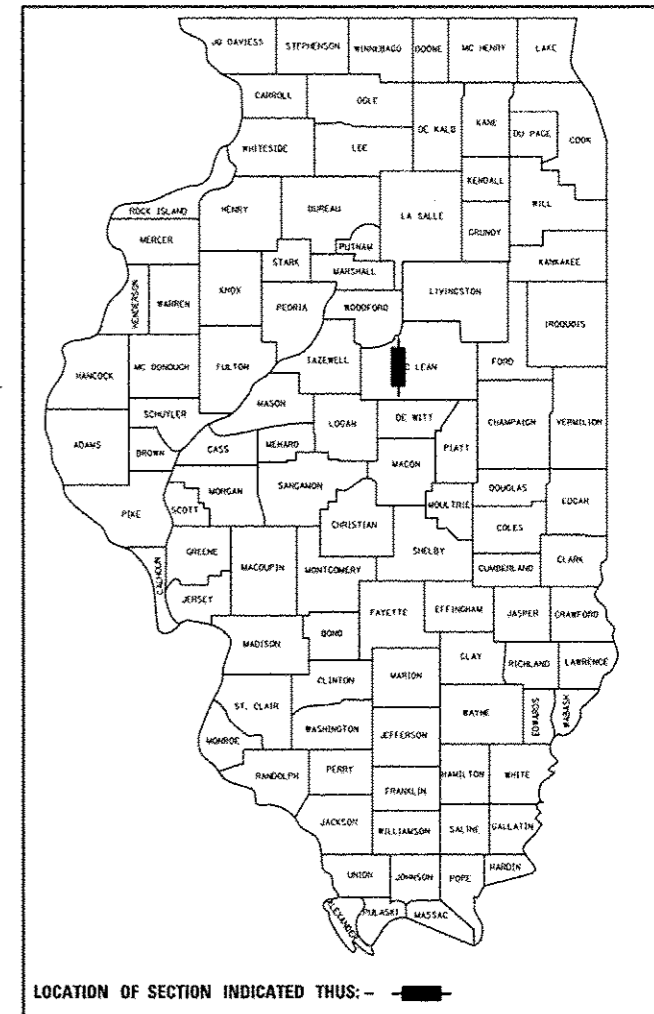 JO DAVIESS STEPHENSON WINNEBAGO BOONE MC HENRY LAKE
CARROLL OGLE DE KALB KANE DU PAGE COOK
WHITESIDE LEE
KENDALL WILL
ROCK ISLAND HENRY BUREAU LA SALLE
MERCER PUTNAM GRUNDY
STARK MARSHALL KANKAKEE
HENDERSON WARREN KNOX PEORIA WOODFORD LIVINGSTON
IROQUOIS
HANCOCK MC DONOUGH FULTON TAZEWELL C LEAN FORD
MASON
SCHUYLER LOGAN DE WITT CHAMPAIGN VERMILION
ADAMS BROWN CASS MENARD MACON PIATT
MORGAN SANGAMON DOUGLAS
PIKE SCOTT CHRISTIAN MOULTRIE COLES EDGAR
GREENE MACOUPIN MONTGOMERY SHELBY
CALHOUN JERSEY CUMBERLAND CLARK
FAYETTE EFFINGHAM JASPER CRAWFORD
MADISON BOND
CLAY RICHLAND LAWRENCE
CLINTON MARION
ST. CLAIR WAYNE EDWARDS WABASH
MONROE WASHINGTON JEFFERSON
RANDOLPH PERRY HAMILTON WHITE
FRANKLIN
JACKSON WILLIAMSON SALINE GALLATIN
UNION JOHNSON POPE HARDIN
ALEXANDER PULASKI MASSAC
LOCATION OF SECTION INDICATED THUS: -